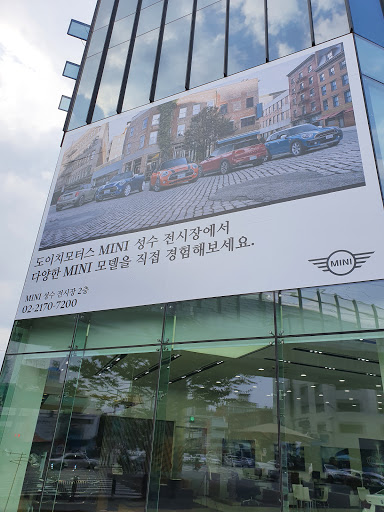 도이치모터스 MINI 성수 전시장에서
다양한 MINI 모델을 직접 경험해보세요.
MINI
MINI 성수 전시장 2층
02-2170-7200